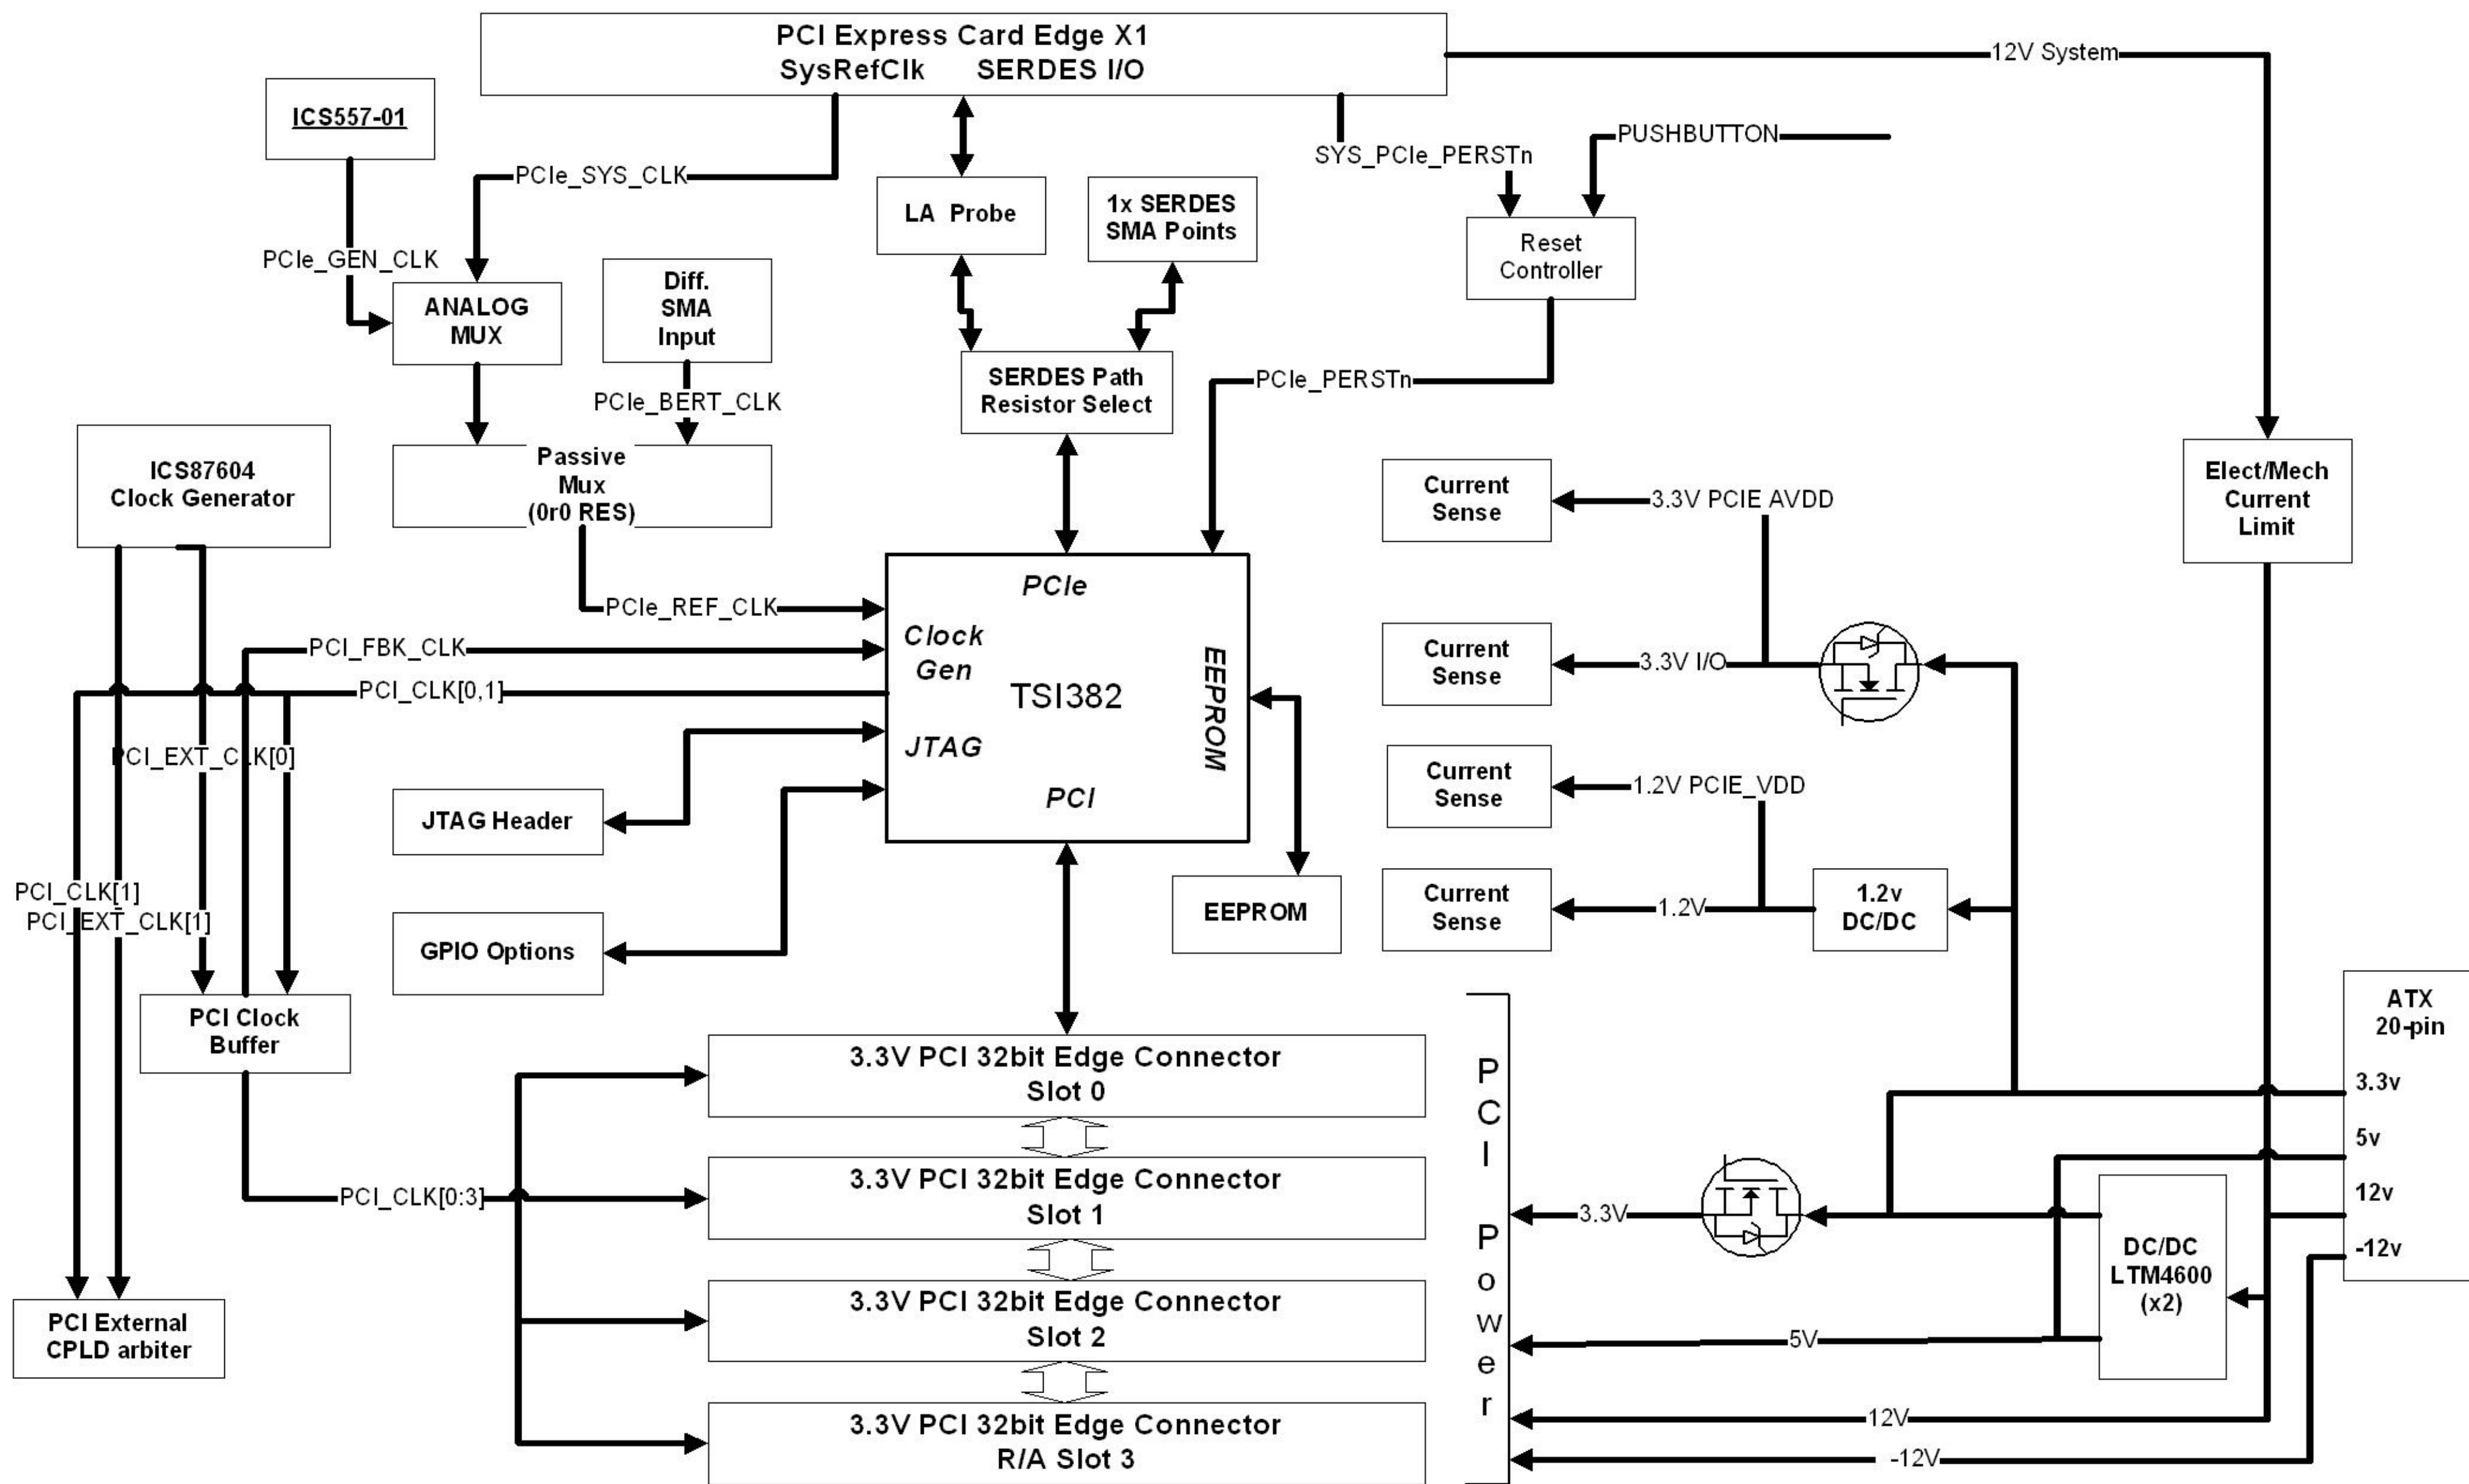 PCI Express Card Edge X1
SysRefClk SERDES I/O
12V System
ICS557-01
PUSHBUTTON
SYS_PCIe_PERSTn
PCIe_SYS_CLK
LA Probe
1x SERDES
SMA Points
Reset
Controller
PCIe_GEN_CLK
ANALOG
MUX
Diff.
SMA
Input
SERDES Path
Resistor Select
PCIe_PERSTn
PCIe_BERT_CLK
ICS87604
Clock Generator
Passive
Mux
(0r0 RES)
Current
Sense
3.3V PCIE AVDD
Elect/Mech
Current
Limit
PCIe
PCIe_REF_CLK
Clock
Gen
PCI_FBK_CLK
EEPROM
Current
Sense
3.3V I/O
PCI_CLK[0,1]
TSI382
JTAG
PCI_EXT_CLK[0]
PCI
Current
Sense
1.2V PCIE_VDD
JTAG Header
PCI_CLK[1]
PCI_EXT_CLK[1]
EEPROM
Current
Sense
1.2V
1.2v
DC/DC
GPIO Options
PCI Clock
Buffer
ATX
20-pin
3.3v
5v
12v
-12v
3.3V PCI 32bit Edge Connector
Slot 0
PCI Power
3.3V PCI 32bit Edge Connector
Slot 1
PCI_CLK[0:3]
3.3V
DC/DC
LTM4600
(x2)
3.3V PCI 32bit Edge Connector
Slot 2
5V
PCI External
CPLD arbiter
3.3V PCI 32bit Edge Connector
R/A Slot 3
12V
-12V